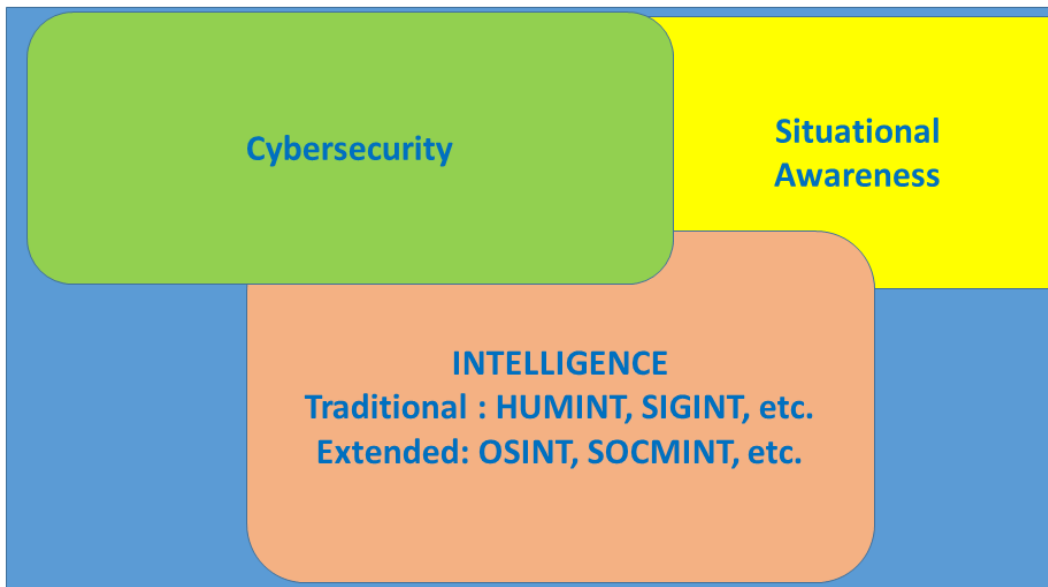 Cybersecurity
Situational
Awareness
INTELLIGENCE
Traditional : HUMINT, SIGINT, etc.
Extended: OSINT, SOCMINT, etc.